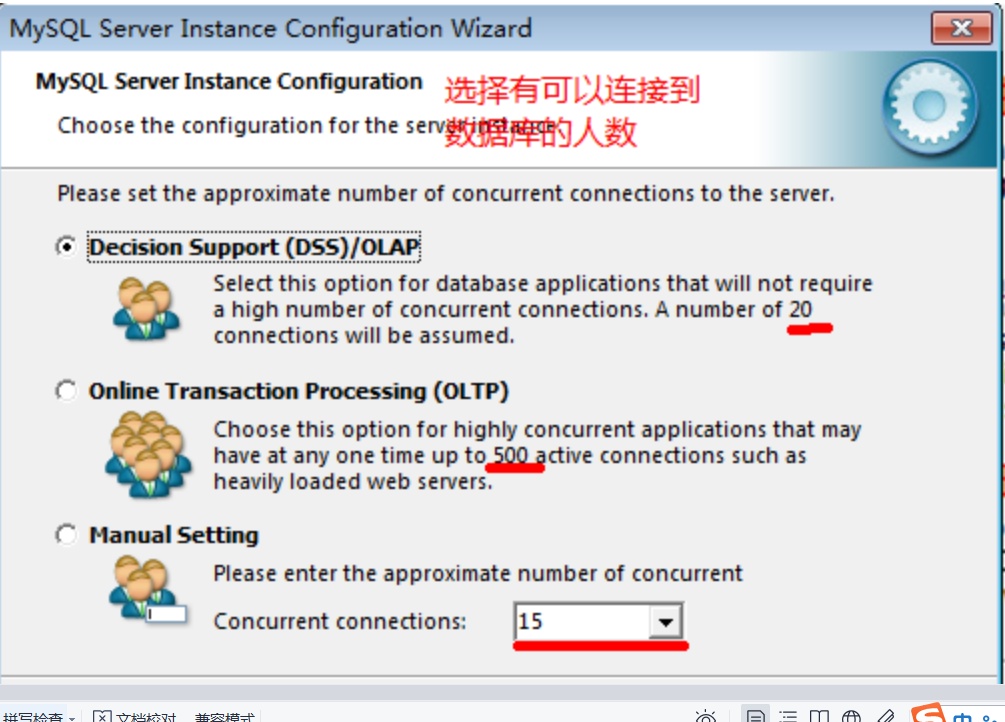 MySQL Server Instance Configuration Wizard
MySQL Server Instance Configuration
选择有可以连接到
Choose the configuration for the server instance.
数据库的人数
Please set the approximate number of concurrent connections to the server.
Decision Support (DSS)/OLAP
Select this option for database applications that will not require
a high number of concurrent connections. A number of 20
connections will be assumed.
Online Transaction Processing (OLTP)
Choose this option for highly concurrent applications that may
have at any one time up to 500 active connections such as
heavily loaded web servers.
Manual Setting
Please enter the approximate number of concurrent
Concurrent connections: 15
拼写检查 文档校对 兼容模式
中